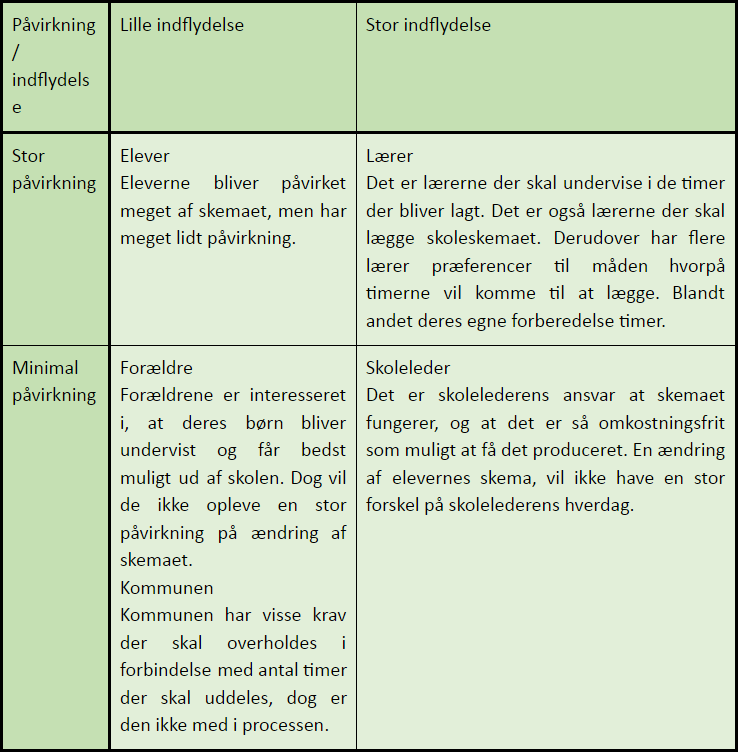 Påvirkning
/
indflydels
e
Lille indflydelse
Stor indflydelse
Stor
påvirkning
Elever
Eleverne bliver påvirket
meget af skemaet, men har
meget lidt påvirkning.
Lærer
Det er lærerne der skal undervise i de timer
der bliver lagt. Det er også lærerne der skal
lægge skoleskemaet. Derudover har flere
lærer præferencer til måden hvorpå
timerne vil komme til at lægge. Blandt
andet deres egne forberedelse timer.
Minimal
påvirkning
Forældre
Forældrene er interesseret
i, at deres børn bliver
undervist og får bedst
muligt ud af skolen. Dog vil
de ikke opleve en stor
påvirkning på ændring af
skemaet.
Kommunen
Kommunen har visse krav
der skal overholdes i
forbindelse med antal timer
der skal uddeles, dog er
den ikke med i processen.
Skoleleder
Det er skolelederens ansvar at skemaet
fungerer, og at det er så omkostningsfrit
som muligt at få det produceret. En ændring
af elevernes skema, vil ikke have en stor
forskel på skolelederens hverdag.